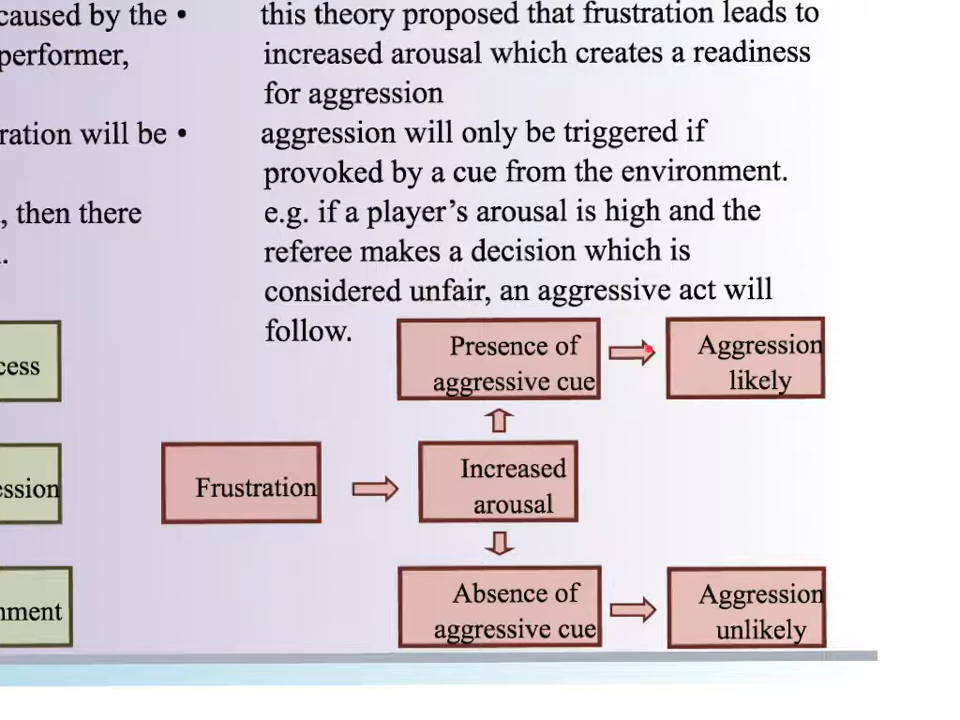 caused by the •
performer,
ration will be •
, then there
this theory proposed that frustration leads to
increased arousal which creates a readiness
for aggression
aggression will only be triggered if
provoked by a cue from the environment.
e.g. if a player's arousal is high and the
referee makes a decision which is
considered unfair, an aggressive act will
follow.
cess
ession
nment
Presence of
aggressive cue
Aggression
likely
Frustration
Increased
arousal
Absence of
aggressive cue
Aggression
unlikely